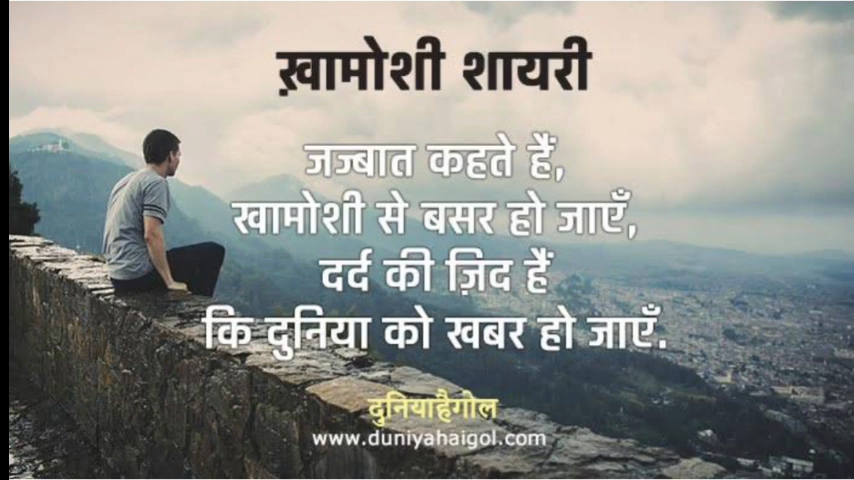 ख़ामोशी शायरी
जज्बात कहते हैं,
खामोशी से बसर हो जाएँ,
दर्द की ज़िद हैं
कि दुनिया को खबर हो जाएँ.
दुनियाहैगोल
www.duniyahaigol.com